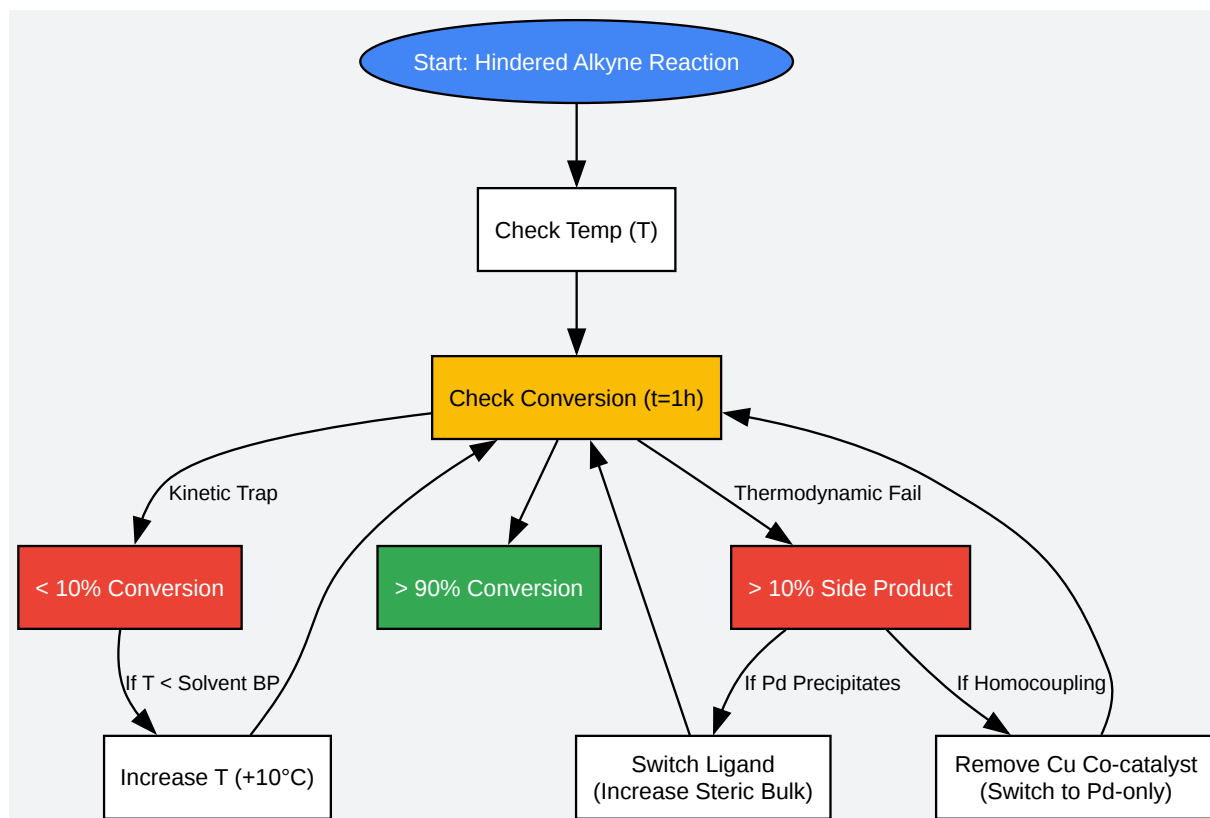 Start: Hindered Alkyne Reaction
Check Temp (T)
Check Conversion (t=1h)
Kinetic Trap
Thermodynamic Fail
< 10% Conversion
> 90% Conversion
> 10% Side Product
If T < Solvent BP
If Pd Precipitates
If Homocoupling
Increase T (+10°C)
Switch Ligand
(Increase Steric Bulk)
Remove Cu Co-catalyst
(Switch to Pd-only)